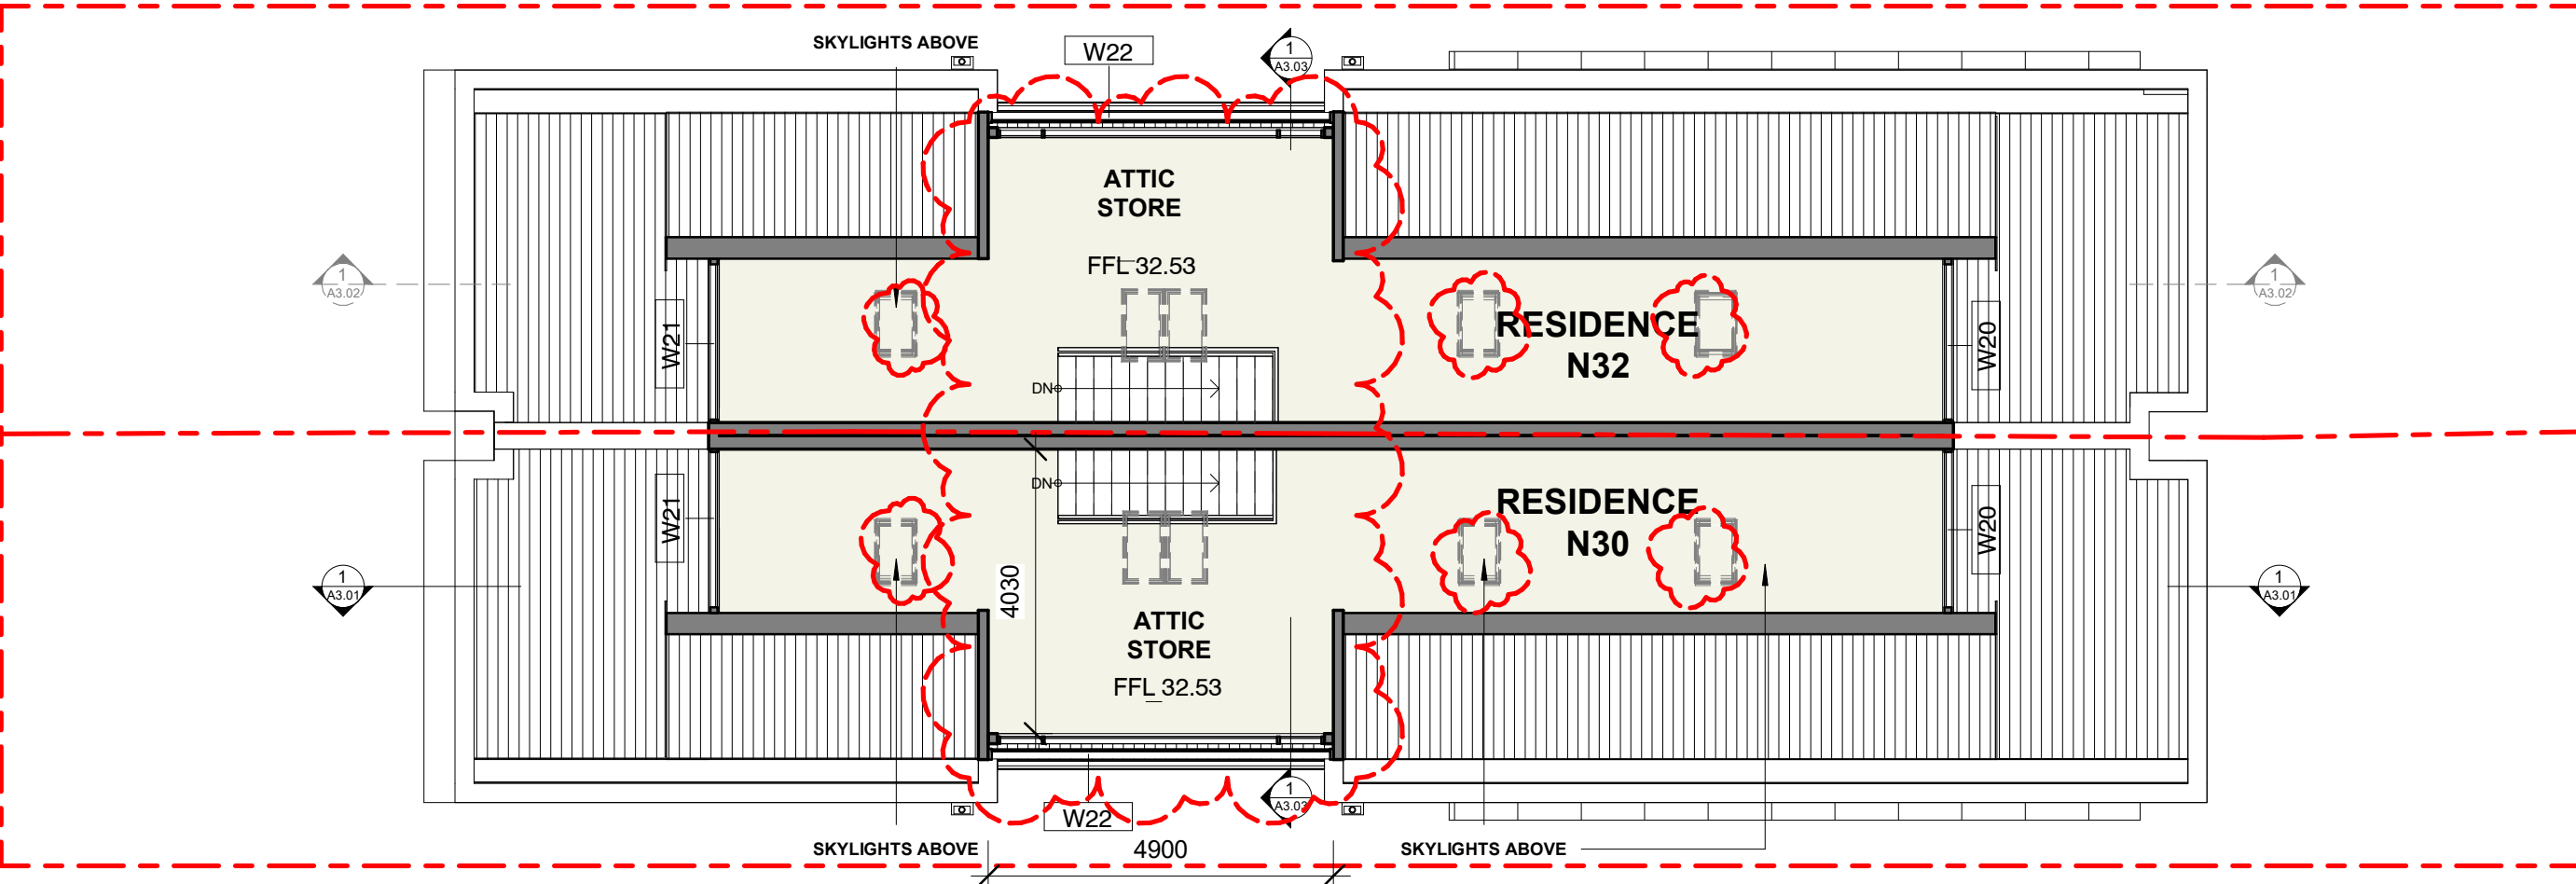 SKYLIGHTS ABOVE
W22
1
A3.03
ATTIC
STORE
FFL 32.53
1
A3.02
1
A3.02
W21
RESIDENCE
N32
W20
DN
DN
W21
RESIDENCE
N30
W20
1
A3.01
4030
1
A3.01
ATTIC
STORE
FFL 32.53
1
A3.03
W22
SKYLIGHTS ABOVE
4900
SKYLIGHTS ABOVE